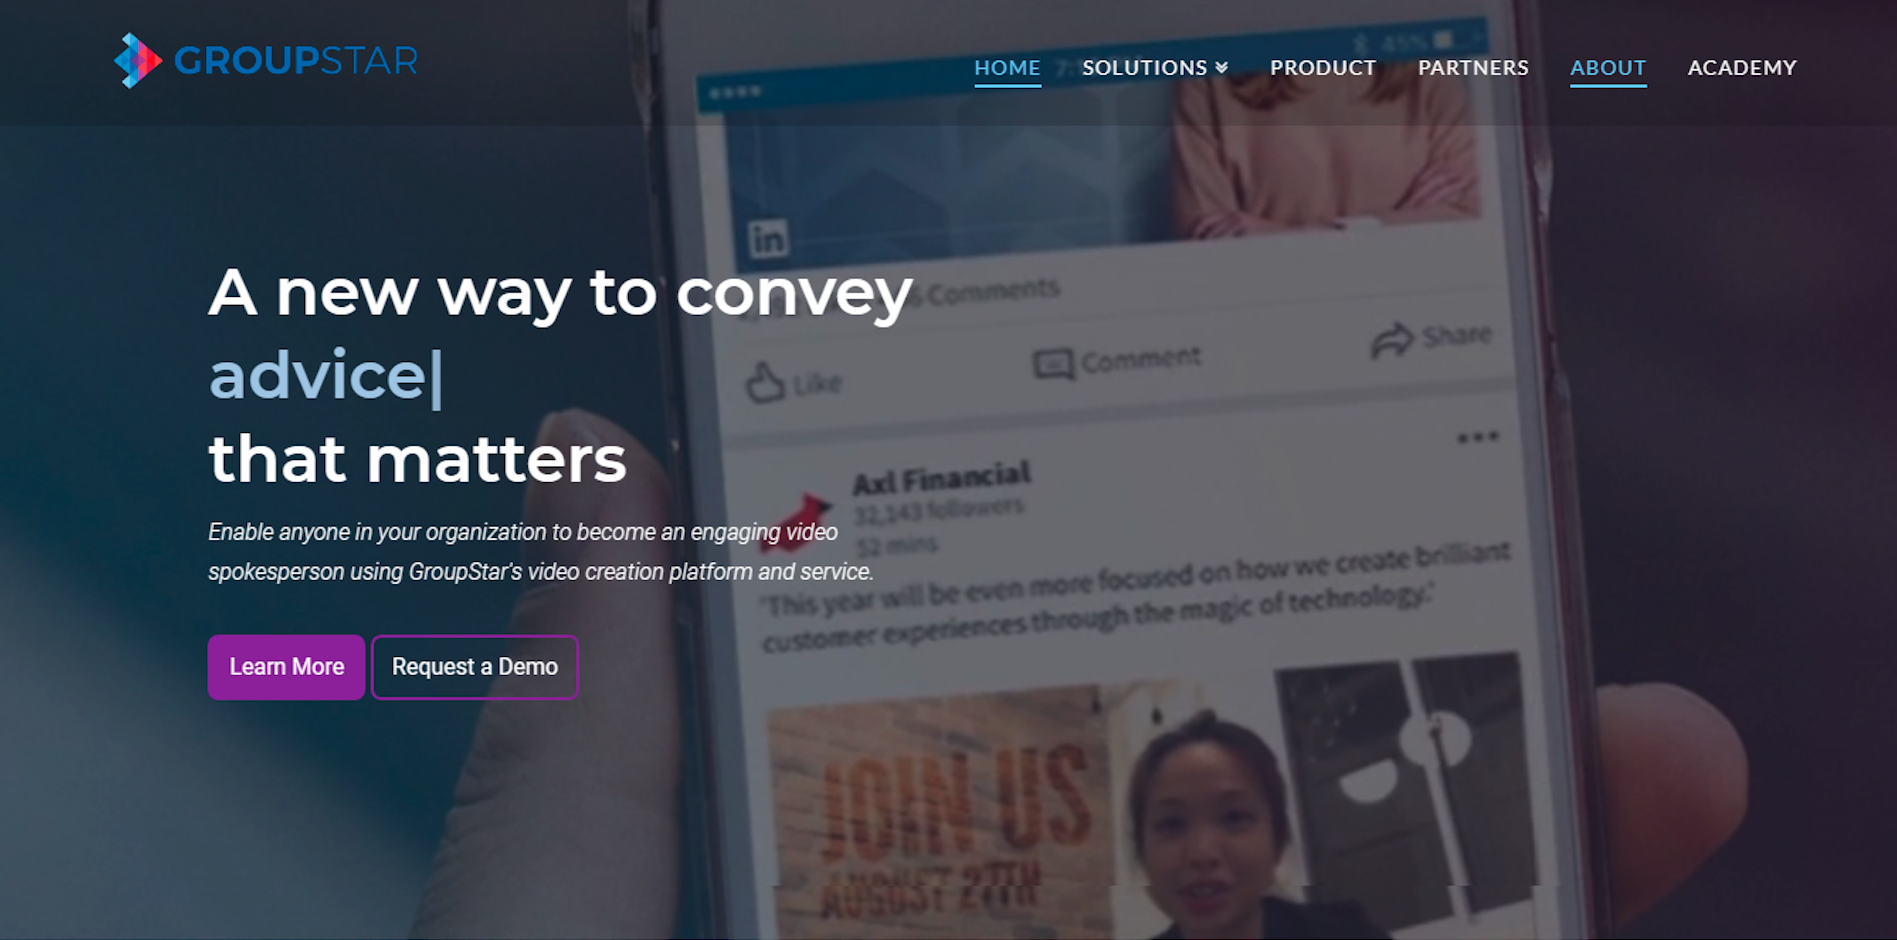 GROUPSTAR
HOME SOLUTIONS PRODUCT PARTNERS ABOUT ACADEMY
45%
in
A new way to convey
advice|
that matters
Comments
Like Comment Share
Axl Financial
32,143 followers
52 mins
Enable anyone in your organization to become an engaging video
spokesperson using GroupStar's video creation platform and service.
"This year will be even more focused on how we create brilliant
customer experiences through the magic of technology."
Learn More Request a Demo
JOIN US
AUGUST 27TH